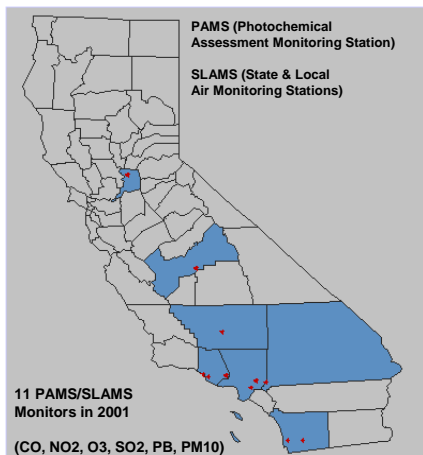 PAMS (Photochemical
Assessment Monitoring Station)
SLAMS (State & Local
Air Monitoring Stations)
11 PAMS/SLAMS
Monitors in 2001
(CO, NO2, O3, SO2, PB, PM10)